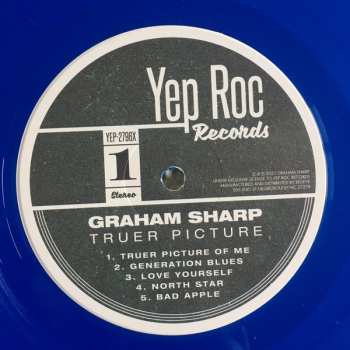 Yep Roc
Records
YEP-2796X
1
Stereo
GRAHAM SHARP
TRUER PICTURE
1. TRUER PICTURE OF ME
2. GENERATION BLUES
3. LOVE YOURSELF
4. NORTH STAR
5. BAD APPLE